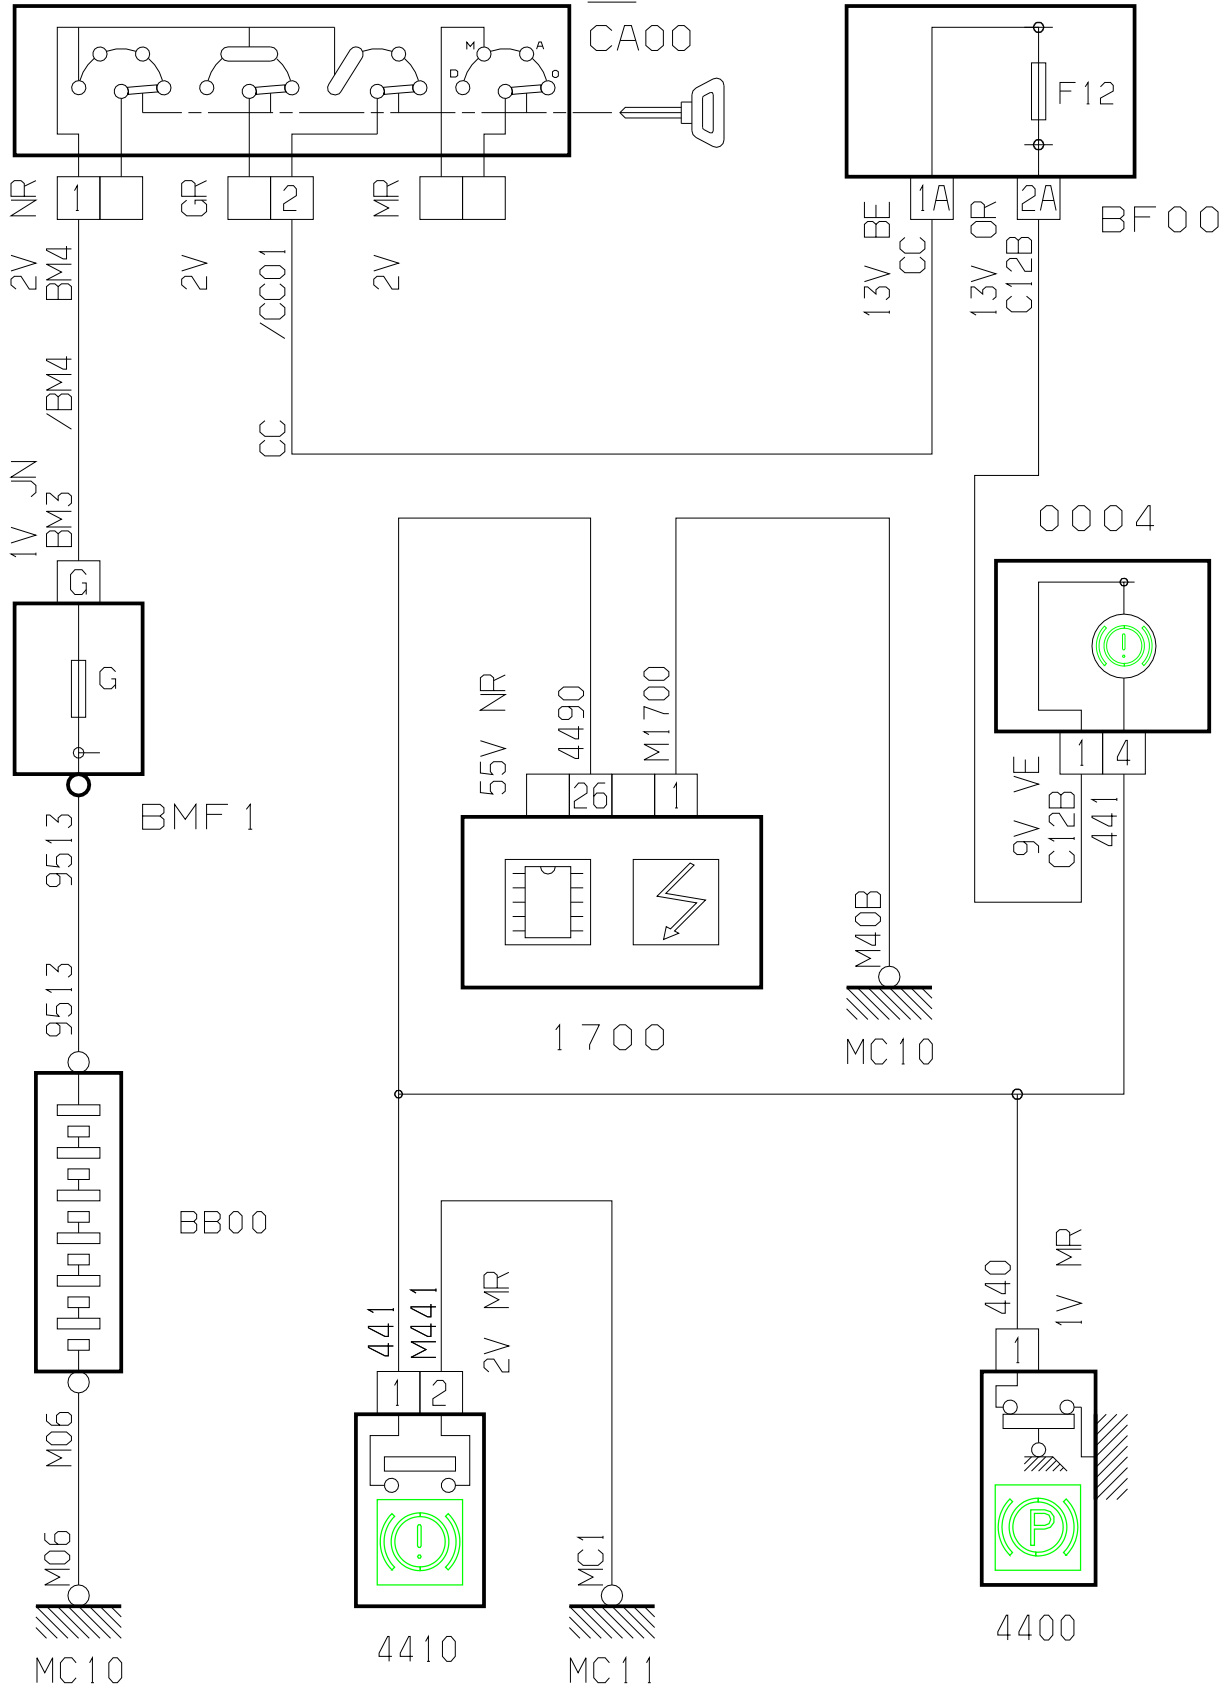 CA00
M
A
D
O
F12
1
2
1A
2A
BF00
2V NR
BM4
2V GR
/CC01
2V MR
13V BE
CC
13V OR
C12B
/BM4
CC
1V JN
BM3
0004
G
G
BMF1
55V NR
4490
M1700
26
1
1
4
9V VE
C12B
441
9513
9513
M40B
1700
MC10
BB00
441
M441
2V MR
440
1V MR
1
2
1
M06
M06
!
!
P
MC1
4410
4400
MC10
MC11